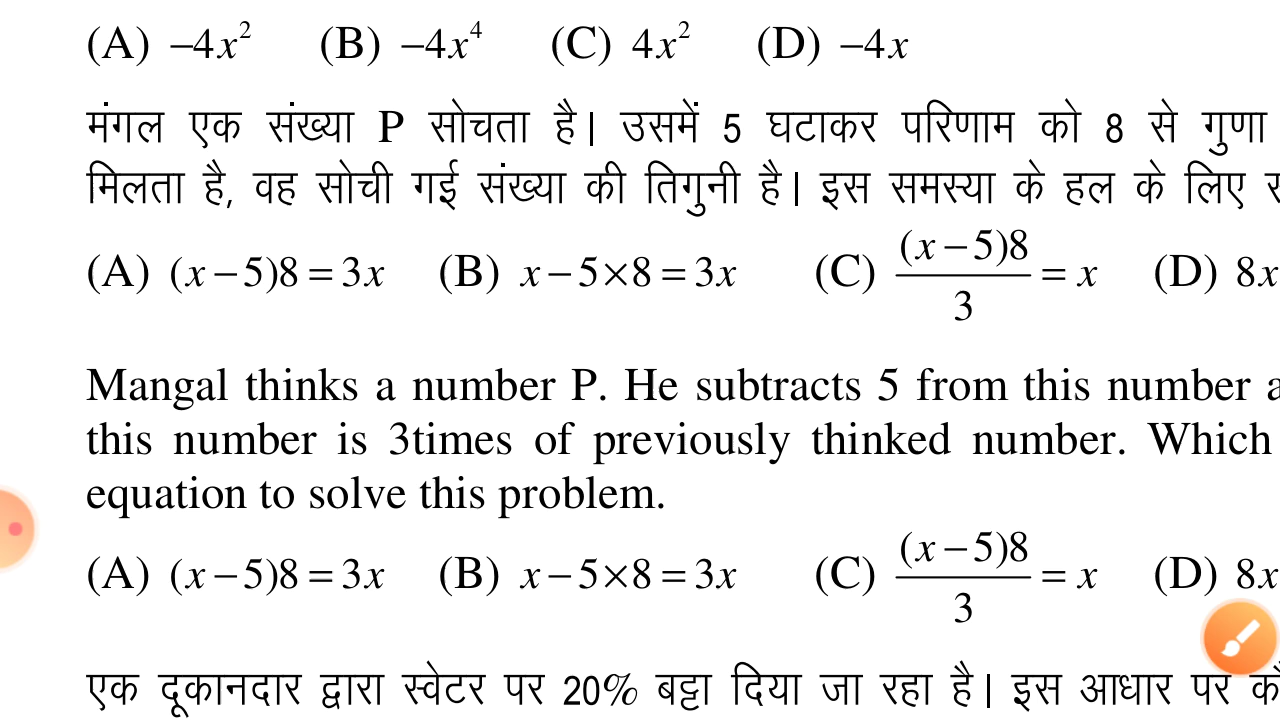 (A) –4x² (B) –4x⁴ (C) 4x² (D) –4x
मंगल एक संख्या P सोचता है। उसमें 5 घटाकर परिणाम को 8 से गुणा
मिलता है, वह सोची गई संख्या की तिगुनी है। इस समस्या के हल के लिए
(A) (x–5)8=3x (B) x–5×8=3x (C) (x–5)8/3=x (D) 8x
Mangal thinks a number P. He subtracts 5 from this number
this number is 3times of previously thinked number. Which
equation to solve this problem.
(A) (x–5)8=3x (B) x–5×8=3x (C) (x–5)8/3=x (D) 8x
एक दूकानदार द्वारा स्वेटर पर 20% बट्टा दिया जा रहा है। इस आधार पर